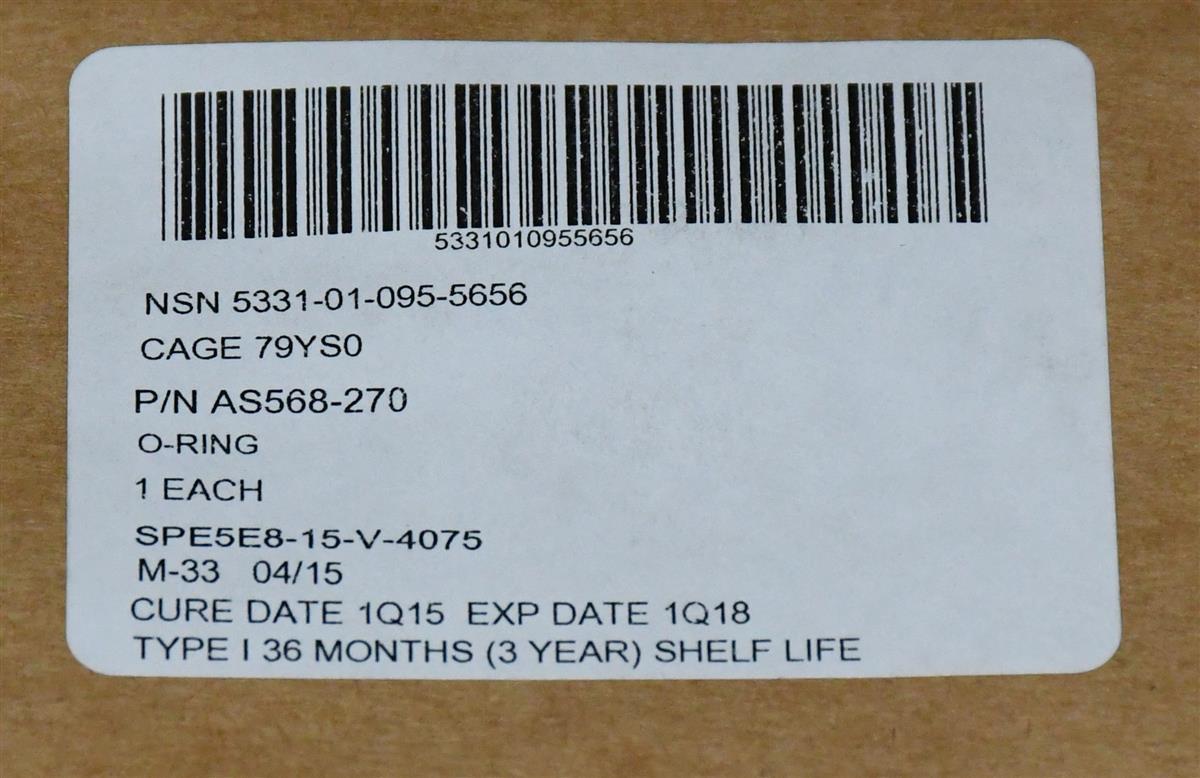 5331010955656
NSN 5331-01-095-5656
CAGE 79YS0
P/N AS568-270
O-RING
1 EACH
SPE5E8-15-V-4075
M-33 04/15
CURE DATE 1Q15 EXP DATE 1Q18
TYPE I 36 MONTHS (3 YEAR) SHELF LIFE